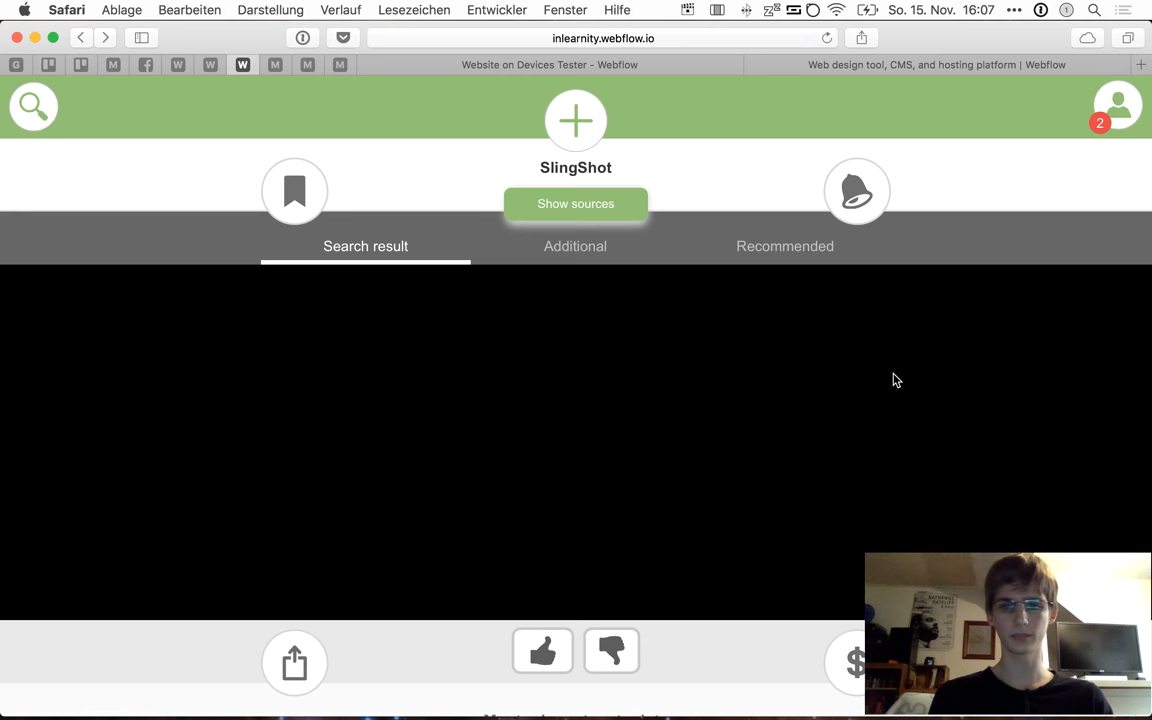 Safari Ablage Bearbeiten Darstellung Verlauf Lesezeichen Entwickler Fenster Hilfe So. 15. Nov. 16:07
inlearnity.webflow.io
G M W W W M M M Website on Devices Tester - Webflow Web design tool, CMS, and hosting platform | Webflow
2
SlingShot
Show sources
Search result Additional Recommended
$